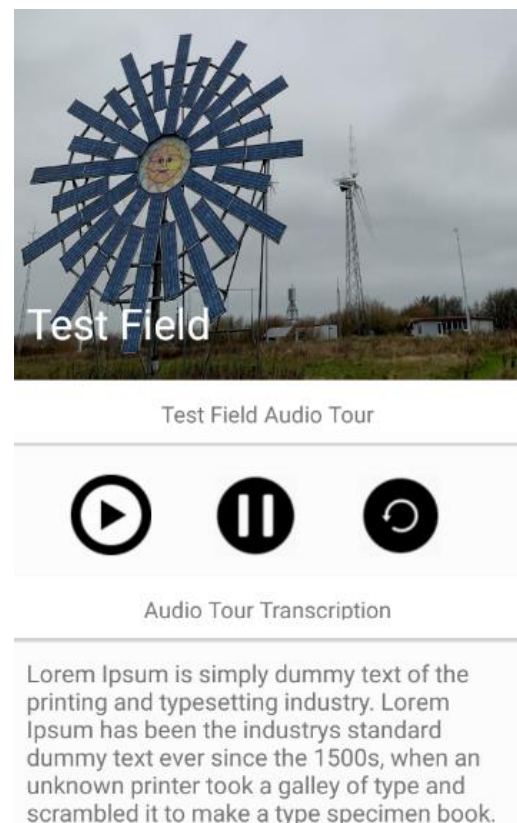 Test Field
Test Field Audio Tour
Audio Tour Transcription
Lorem Ipsum is simply dummy text of the
printing and typesetting industry. Lorem
Ipsum has been the industrys standard
dummy text ever since the 1500s, when an
unknown printer took a galley of type and
scrambled it to make a type specimen book.